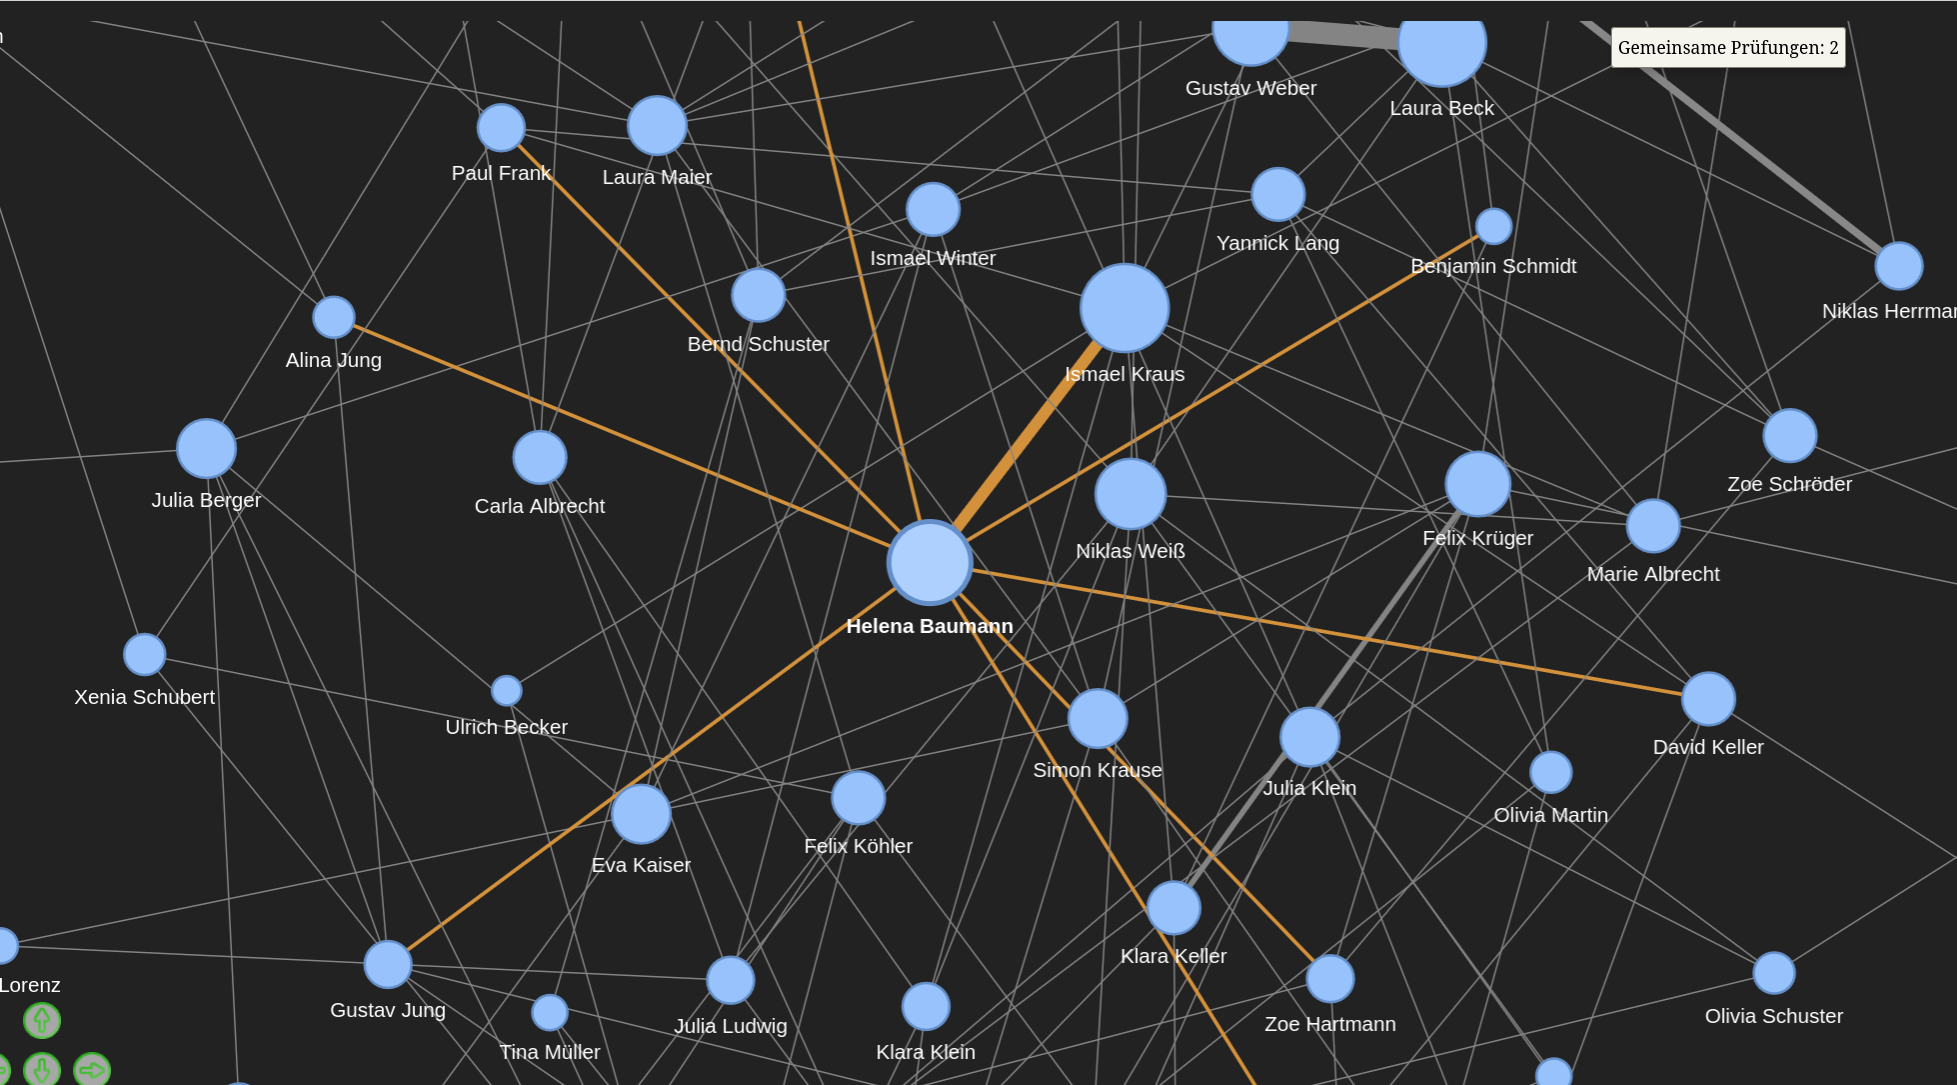 Gemeinsame Prüfungen: 2
Gustav Weber
Laura Beck
Paul Frank
Laura Maier
Ismael Winter
Yannick Lang
Benjamin Schmidt
Niklas Herrmar
Bernd Schuster
Alina Jung
Ismael Kraus
Julia Berger
Carla Albrecht
Zoe Schröder
Niklas Weiß
Felix Krüger
Marie Albrecht
Helena Baumann
Xenia Schubert
Ulrich Becker
Simon Krause
Julia Klein
David Keller
Olivia Martin
Eva Kaiser
Felix Köhler
Klara Keller
Lorenz
Gustav Jung
Tina Müller
Julia Ludwig
Klara Klein
Zoe Hartmann
Olivia Schuster